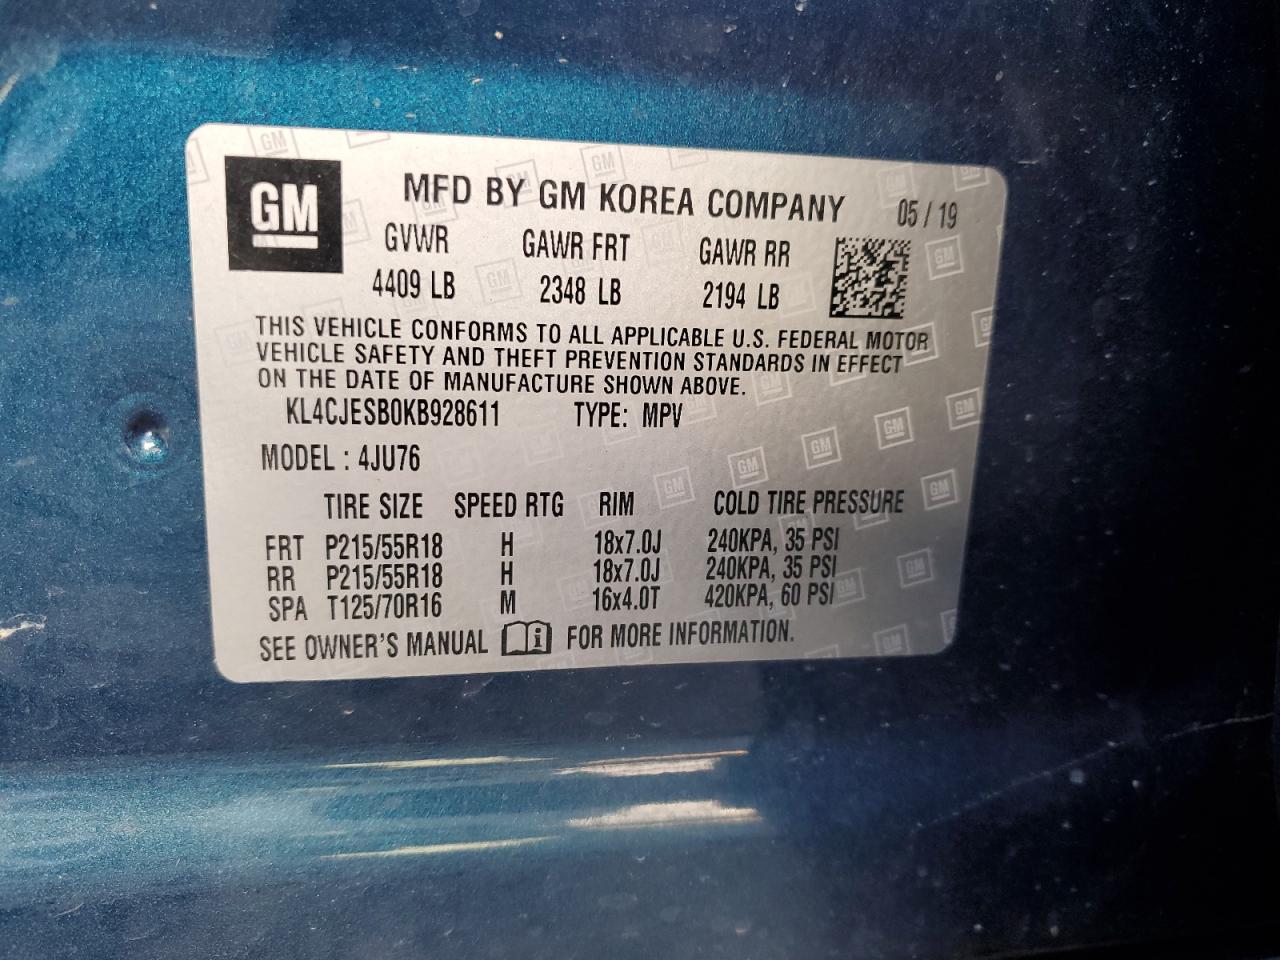 GM
MFD BY GM KOREA COMPANY 05 / 19
GVWR GAWR FRT GAWR RR
4409 LB 2348 LB 2194 LB
THIS VEHICLE CONFORMS TO ALL APPLICABLE U.S. FEDERAL MOTOR
VEHICLE SAFETY AND THEFT PREVENTION STANDARDS IN EFFECT
ON THE DATE OF MANUFACTURE SHOWN ABOVE.
KL4CJESB0KB928611 TYPE: MPV
MODEL : 4JU76
TIRE SIZE SPEED RTG RIM COLD TIRE PRESSURE
FRT P215/55R18 H 18x7.0J 240KPA, 35 PSI
RR P215/55R18 H 18x7.0J 240KPA, 35 PSI
SPA T125/70R16 M 16x4.0T 420KPA, 60 PSI
SEE OWNER'S MANUAL FOR MORE INFORMATION.